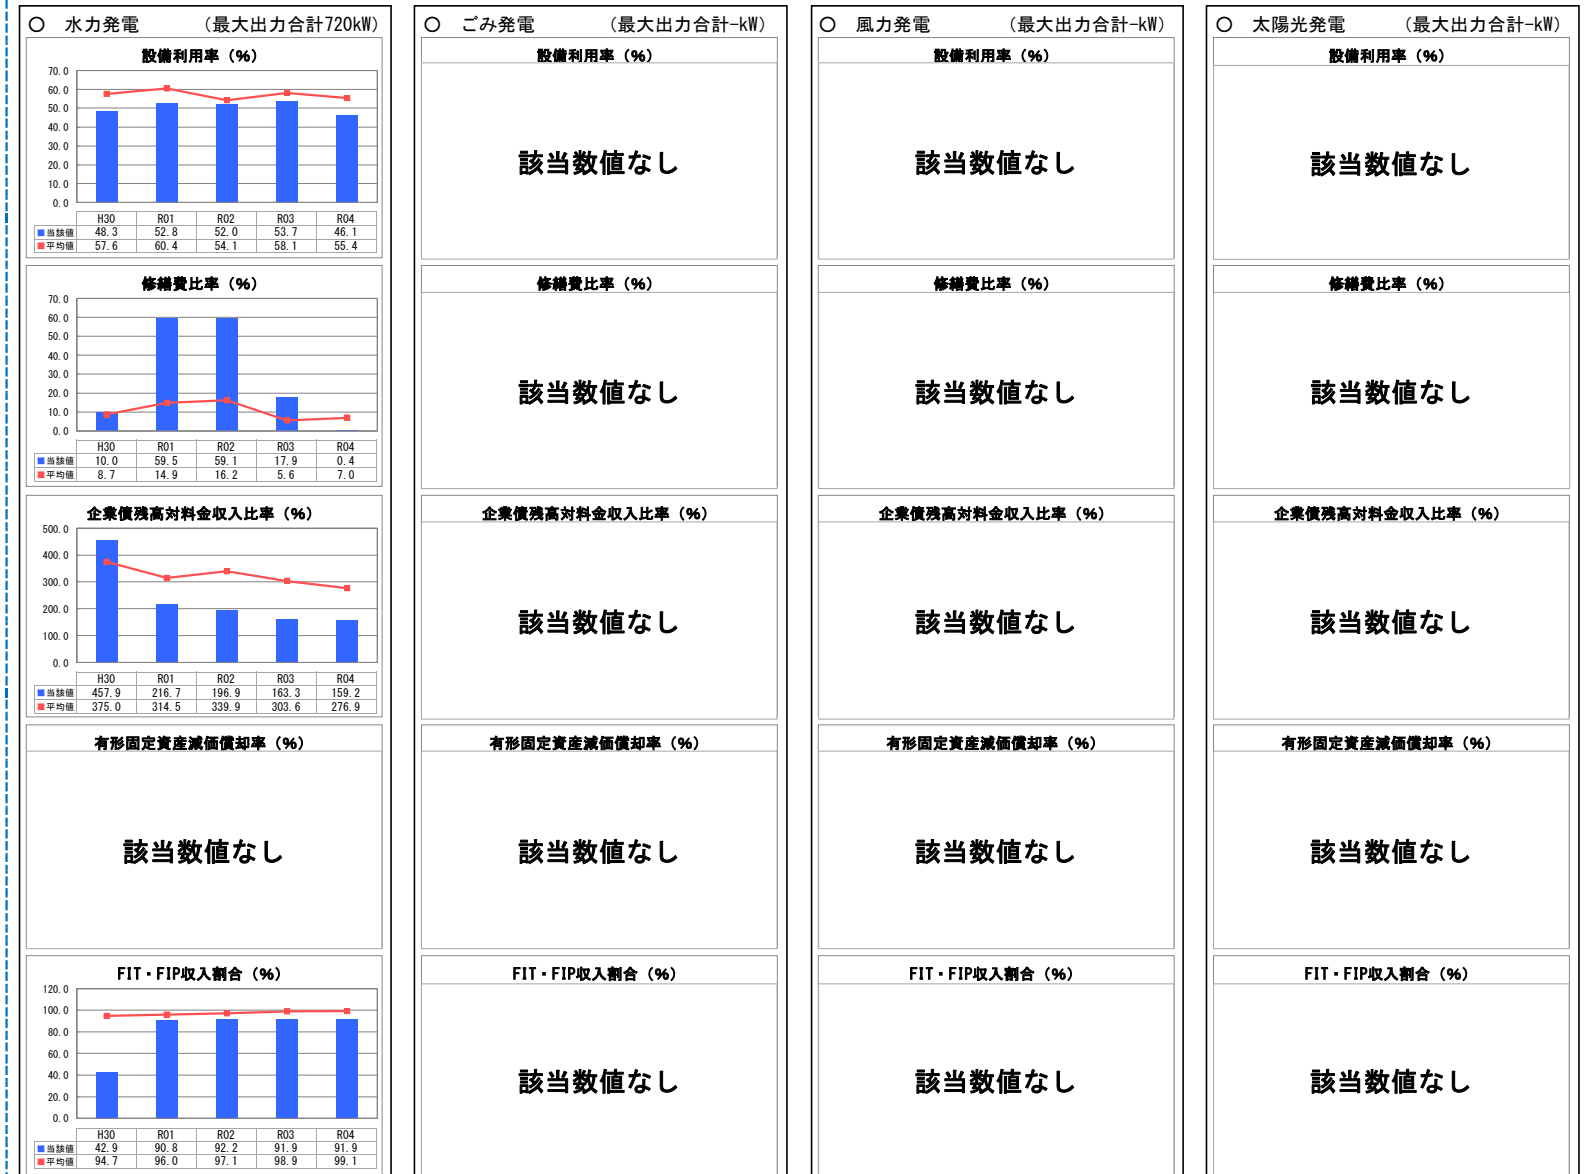 ○ 水力発電 （最大出力合計720kW）
設備利用率（%）
70.0
60.0
50.0
40.0
30.0
20.0
10.0
0.0
H30 R01 R02 R03 R04
■当該値 48.3 52.8 52.0 53.7 46.1
■平均値 57.6 60.4 54.1 58.1 55.4
修繕費比率（%）
70.0
60.0
50.0
40.0
30.0
20.0
10.0
0.0
H30 R01 R02 R03 R04
■当該値 10.0 59.5 59.1 17.9 0.4
■平均値 8.7 14.9 16.2 5.6 7.0
企業債残高対料金収入比率（%）
500.0
400.0
300.0
200.0
100.0
0.0
H30 R01 R02 R03 R04
■当該値 457.9 216.7 196.9 163.3 159.2
■平均値 375.0 314.5 339.9 303.6 276.9
有形固定資産減価償却率（%）
該当数値なし
FIT・FIP収入割合（%）
120.0
100.0
80.0
60.0
40.0
20.0
0.0
H30 R01 R02 R03 R04
■当該値 42.9 90.8 92.2 91.9 91.9
■平均値 94.7 96.0 97.1 98.9 99.1
○ ごみ発電 （最大出力合計-kW）
設備利用率（%）
該当数値なし
修繕費比率（%）
該当数値なし
企業債残高対料金収入比率（%）
該当数値なし
有形固定資産減価償却率（%）
該当数値なし
FIT・FIP収入割合（%）
該当数値なし
○ 風力発電 （最大出力合計-kW）
設備利用率（%）
該当数値なし
修繕費比率（%）
該当数値なし
企業債残高対料金収入比率（%）
該当数値なし
有形固定資産減価償却率（%）
該当数値なし
FIT・FIP収入割合（%）
該当数値なし
○ 太陽光発電 （最大出力合計-kW）
設備利用率（%）
該当数値なし
修繕費比率（%）
該当数値なし
企業債残高対料金収入比率（%）
該当数値なし
有形固定資産減価償却率（%）
該当数値なし
FIT・FIP収入割合（%）
該当数値なし